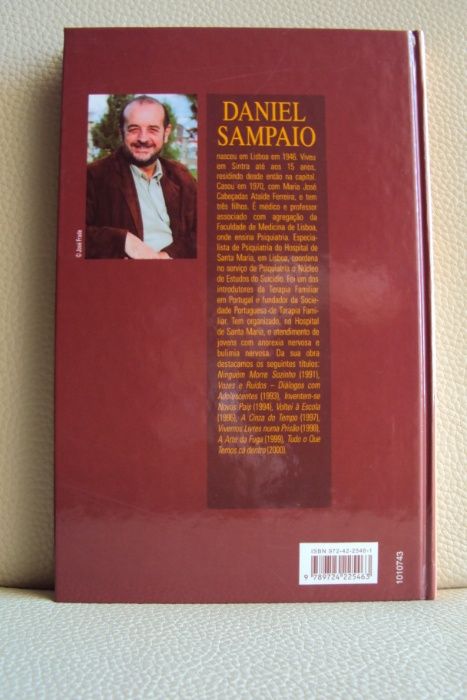 DANIEL
SAMPAIO
nasceu em Lisboa em 1946. Viveu
em Sintra até aos 15 anos,
residindo desde então na capital.
Casou em 1970, com Maria José
Cabeçadas Ataíde Ferreira, e tem
três filhos. É médico e professor
associado com agregação da
Faculdade de Medicina de Lisboa,
onde ensina Psiquiatria. Especia-
lista de Psiquiatria do Hospital de
Santa Maria, em Lisboa, coordena
no serviço de Psiquiatria o Núcleo
de Estudos do Suicídio. Foi um dos
introdutores da Terapia Familiar
em Portugal e fundador da Socie-
dade Portuguesa de Terapia Fami-
liar. Tem organizado, no Hospital
de Santa Maria, o atendimento de
jovens com anorexia nervosa e
bulimia nervosa. Da sua obra
destacamos os seguintes títulos:
Ninguém Morre Sozinho (1991),
Vozes e Ruídos – Diálogos com
Adolescentes (1993), Inventem-se
Novos Pais (1994), Voltei à Escola
(1996), A Cinza do Tempo (1997),
Vivemos Livres numa Prisão (1998),
A Arte da Fuga (1999), Tudo o Que
Temos cá dentro (2000).
© José Frade
ISBN 972-42-2546-1
9 789724 225463
1010743